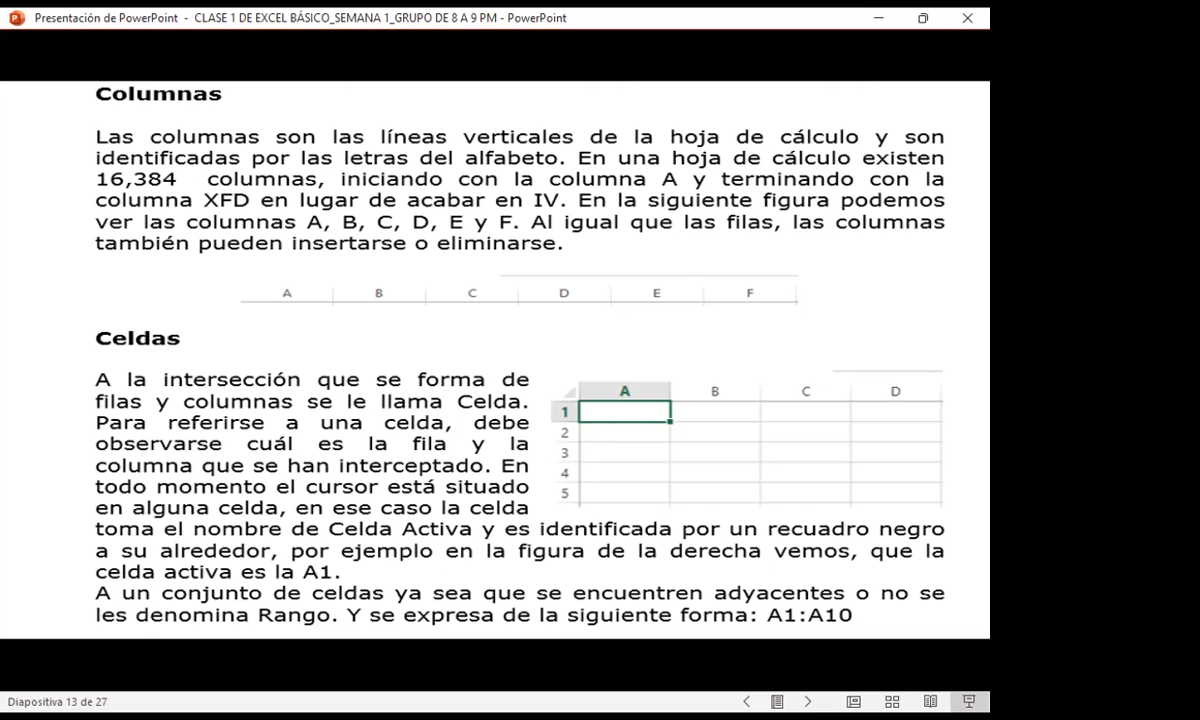 Presentación de PowerPoint - CLASE 1 DE EXCEL BÁSICO_SEMANA 1_GRUPO DE 8 A 9 PM - PowerPoint
Columnas
Las columnas son las líneas verticales de la hoja de cálculo y son
identificadas por las letras del alfabeto. En una hoja de cálculo existen
16,384 columnas, iniciando con la columna A y terminando con la
columna XFD en lugar de acabar en IV. En la siguiente figura podemos
ver las columnas A, B, C, D, E y F. Al igual que las filas, las columnas
también pueden insertarse o eliminarse.
A B C D E F
Celdas
A la intersección que se forma de
filas y columnas se le llama Celda.
Para referirse a una celda, debe
observarse cuál es la fila y la
columna que se han interceptado. En
todo momento el cursor está situado
en alguna celda, en ese caso la celda
toma el nombre de Celda Activa y es identificada por un recuadro negro
a su alrededor, por ejemplo en la figura de la derecha vemos, que la
celda activa es la A1.
A un conjunto de celdas ya sea que se encuentren adyacentes o no se
les denomina Rango. Y se expresa de la siguiente forma: A1:A10
A B C D
1
2
3
4
5
Diapositiva 13 de 27